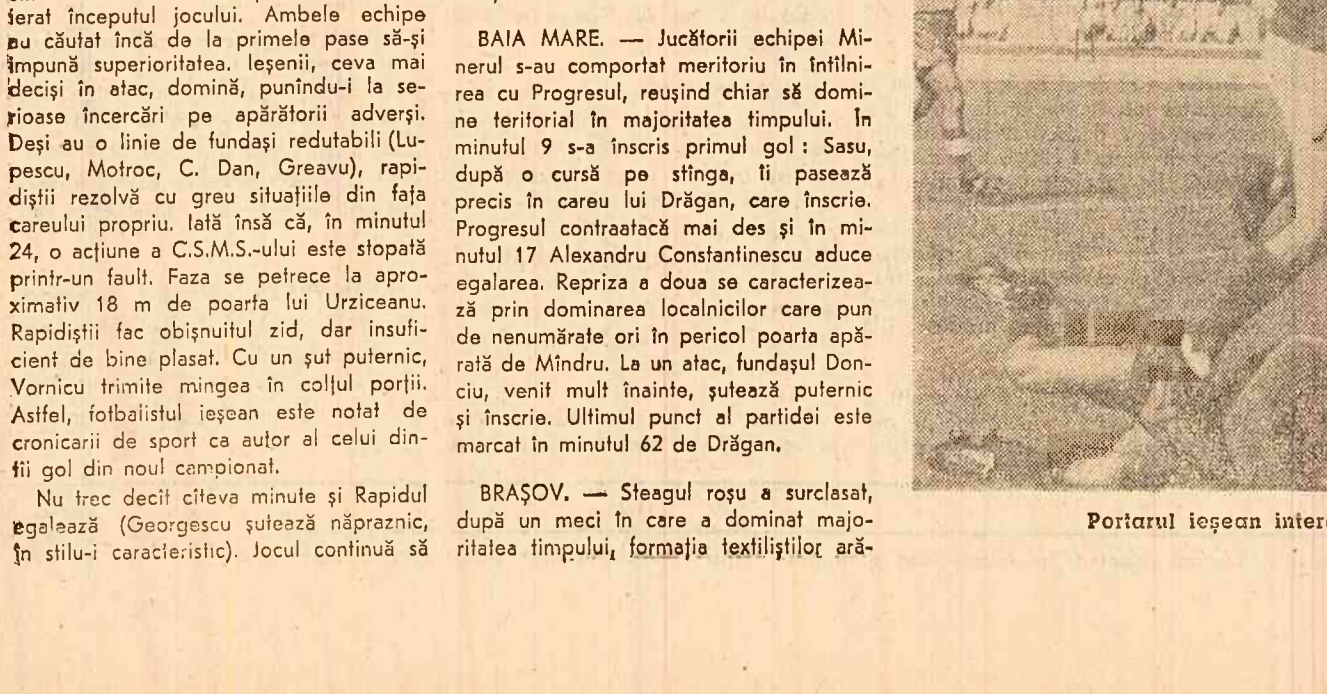 ferat începutul jocului. Ambele echipe
au căutat încă de la primele pase să-și
impună superioritatea. Ieșenii, ceva mai
deciși în atac, domină, punîndu-i la se-
rioase încercări pe apărătorii adverși.
Deși au o linie de fundași redutabili (Lu-
pescu, Motroc, C. Dan, Greavu), rapi-
diștii rezolvă cu greu situațiile din fața
careului propriu. Iată însă că, în minutul
24, o acțiune a C.S.M.S.-ului este stopată
printr-un fault. Faza se petrece la apro-
ximativ 18 m de poarta lui Urziceanu.
Rapidiștii fac obișnuitul zid, dar insufi-
cient de bine plasat. Cu un șut puternic,
Vornicu trimite mingea în colțul porții.
Astfel, fotbalistul ieșean este notat de
cronicarii de sport ca autor al celui din-
tîi gol din noul campionat.
Nu trec decît cîteva minute și Rapidul
egalează (Georgescu șutează năpraznic,
în stilu-i caracteristic). Jocul continuă să
BAIA MARE. — Jucătorii echipei Mi-
nerul s-au comportat meritoriu în întîlni-
rea cu Progresul, reușind chiar să domi-
ne teritorial în majoritatea timpului. În
minutul 9 s-a înscris primul gol : Sasu,
după o cursă pe stînga, îi pasează
precis în careu lui Drăgan, care înscrie.
Progresul contraatacă mai des și în mi-
nutul 17 Alexandru Constantinescu aduce
egalarea. Repriza a doua se caracterizea-
ză prin dominarea localnicilor care pun
de nenumărate ori în pericol poarta apă-
rată de Mîndru. La un atac, fundașul Don-
ciu, venit mult înainte, șutează puternic
și înscrie. Ultimul punct al partidei este
marcat în minutul 62 de Drăgan.
BRAȘOV. — Steagul roșu a surclasat,
după un meci în care a dominat majo-
ritatea timpului, formația textiliștilor ară-
Portarul ieșean